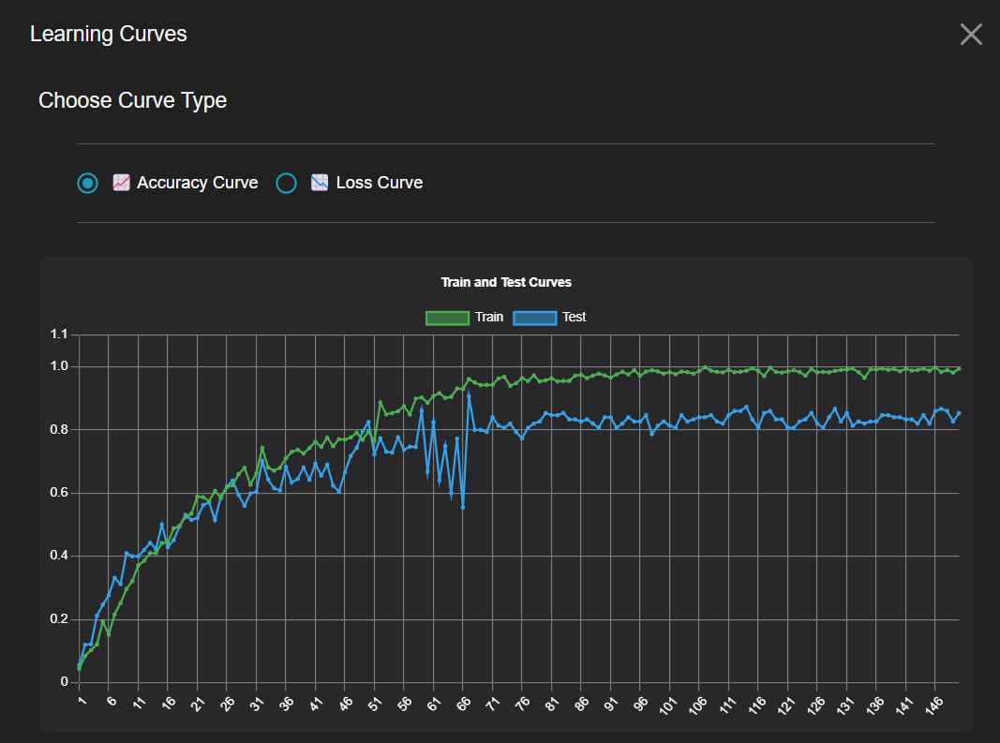 Learning Curves
Choose Curve Type
Accuracy Curve Loss Curve
Train and Test Curves
Train Test
1.1
1.0
0.8
0.6
0.4
0.2
0
1 6 11 16 21 26 31 36 41 46 51 56 61 66 71 76 81 86 91 96 101 106 111 116 121 126 131 136 141 146